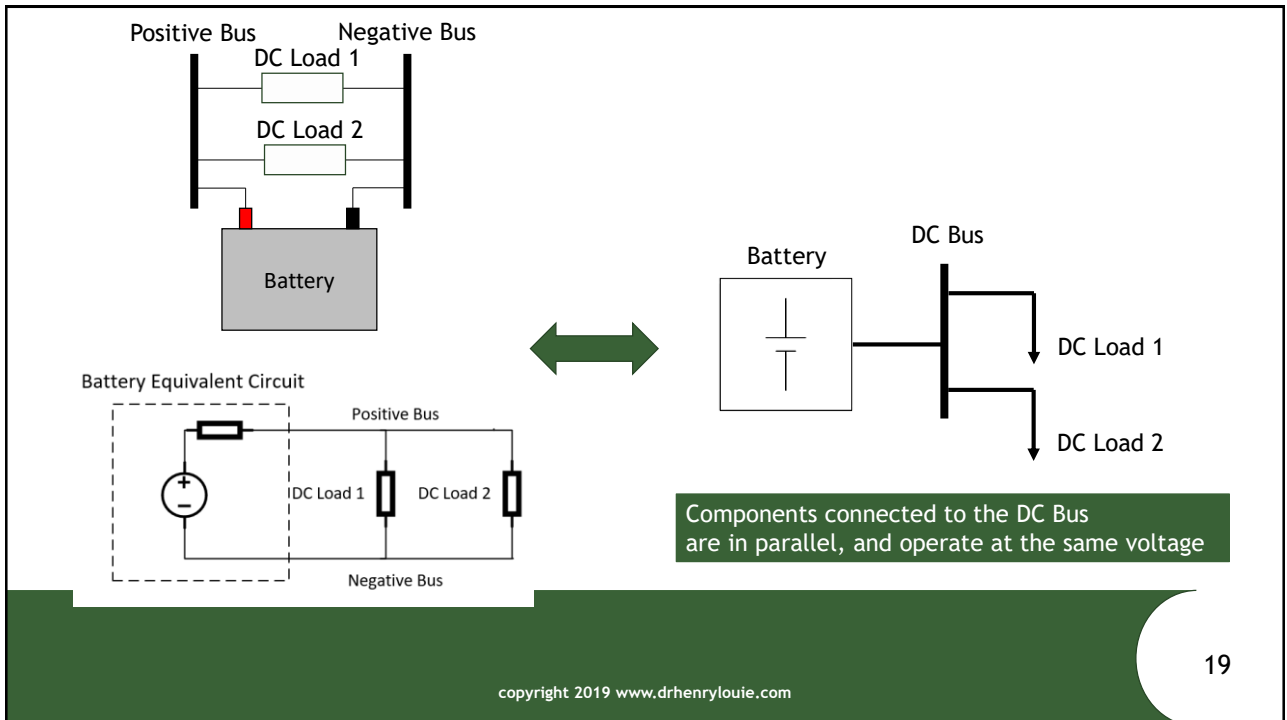 Positive Bus
Negative Bus
DC Load 1
DC Load 2
Battery
Battery Equivalent Circuit
Positive Bus
+
−
DC Load 1
DC Load 2
Negative Bus
Battery
DC Bus
DC Load 1
DC Load 2
Components connected to the DC Bus
are in parallel, and operate at the same voltage
copyright 2019 www.drhenrylouie.com
19